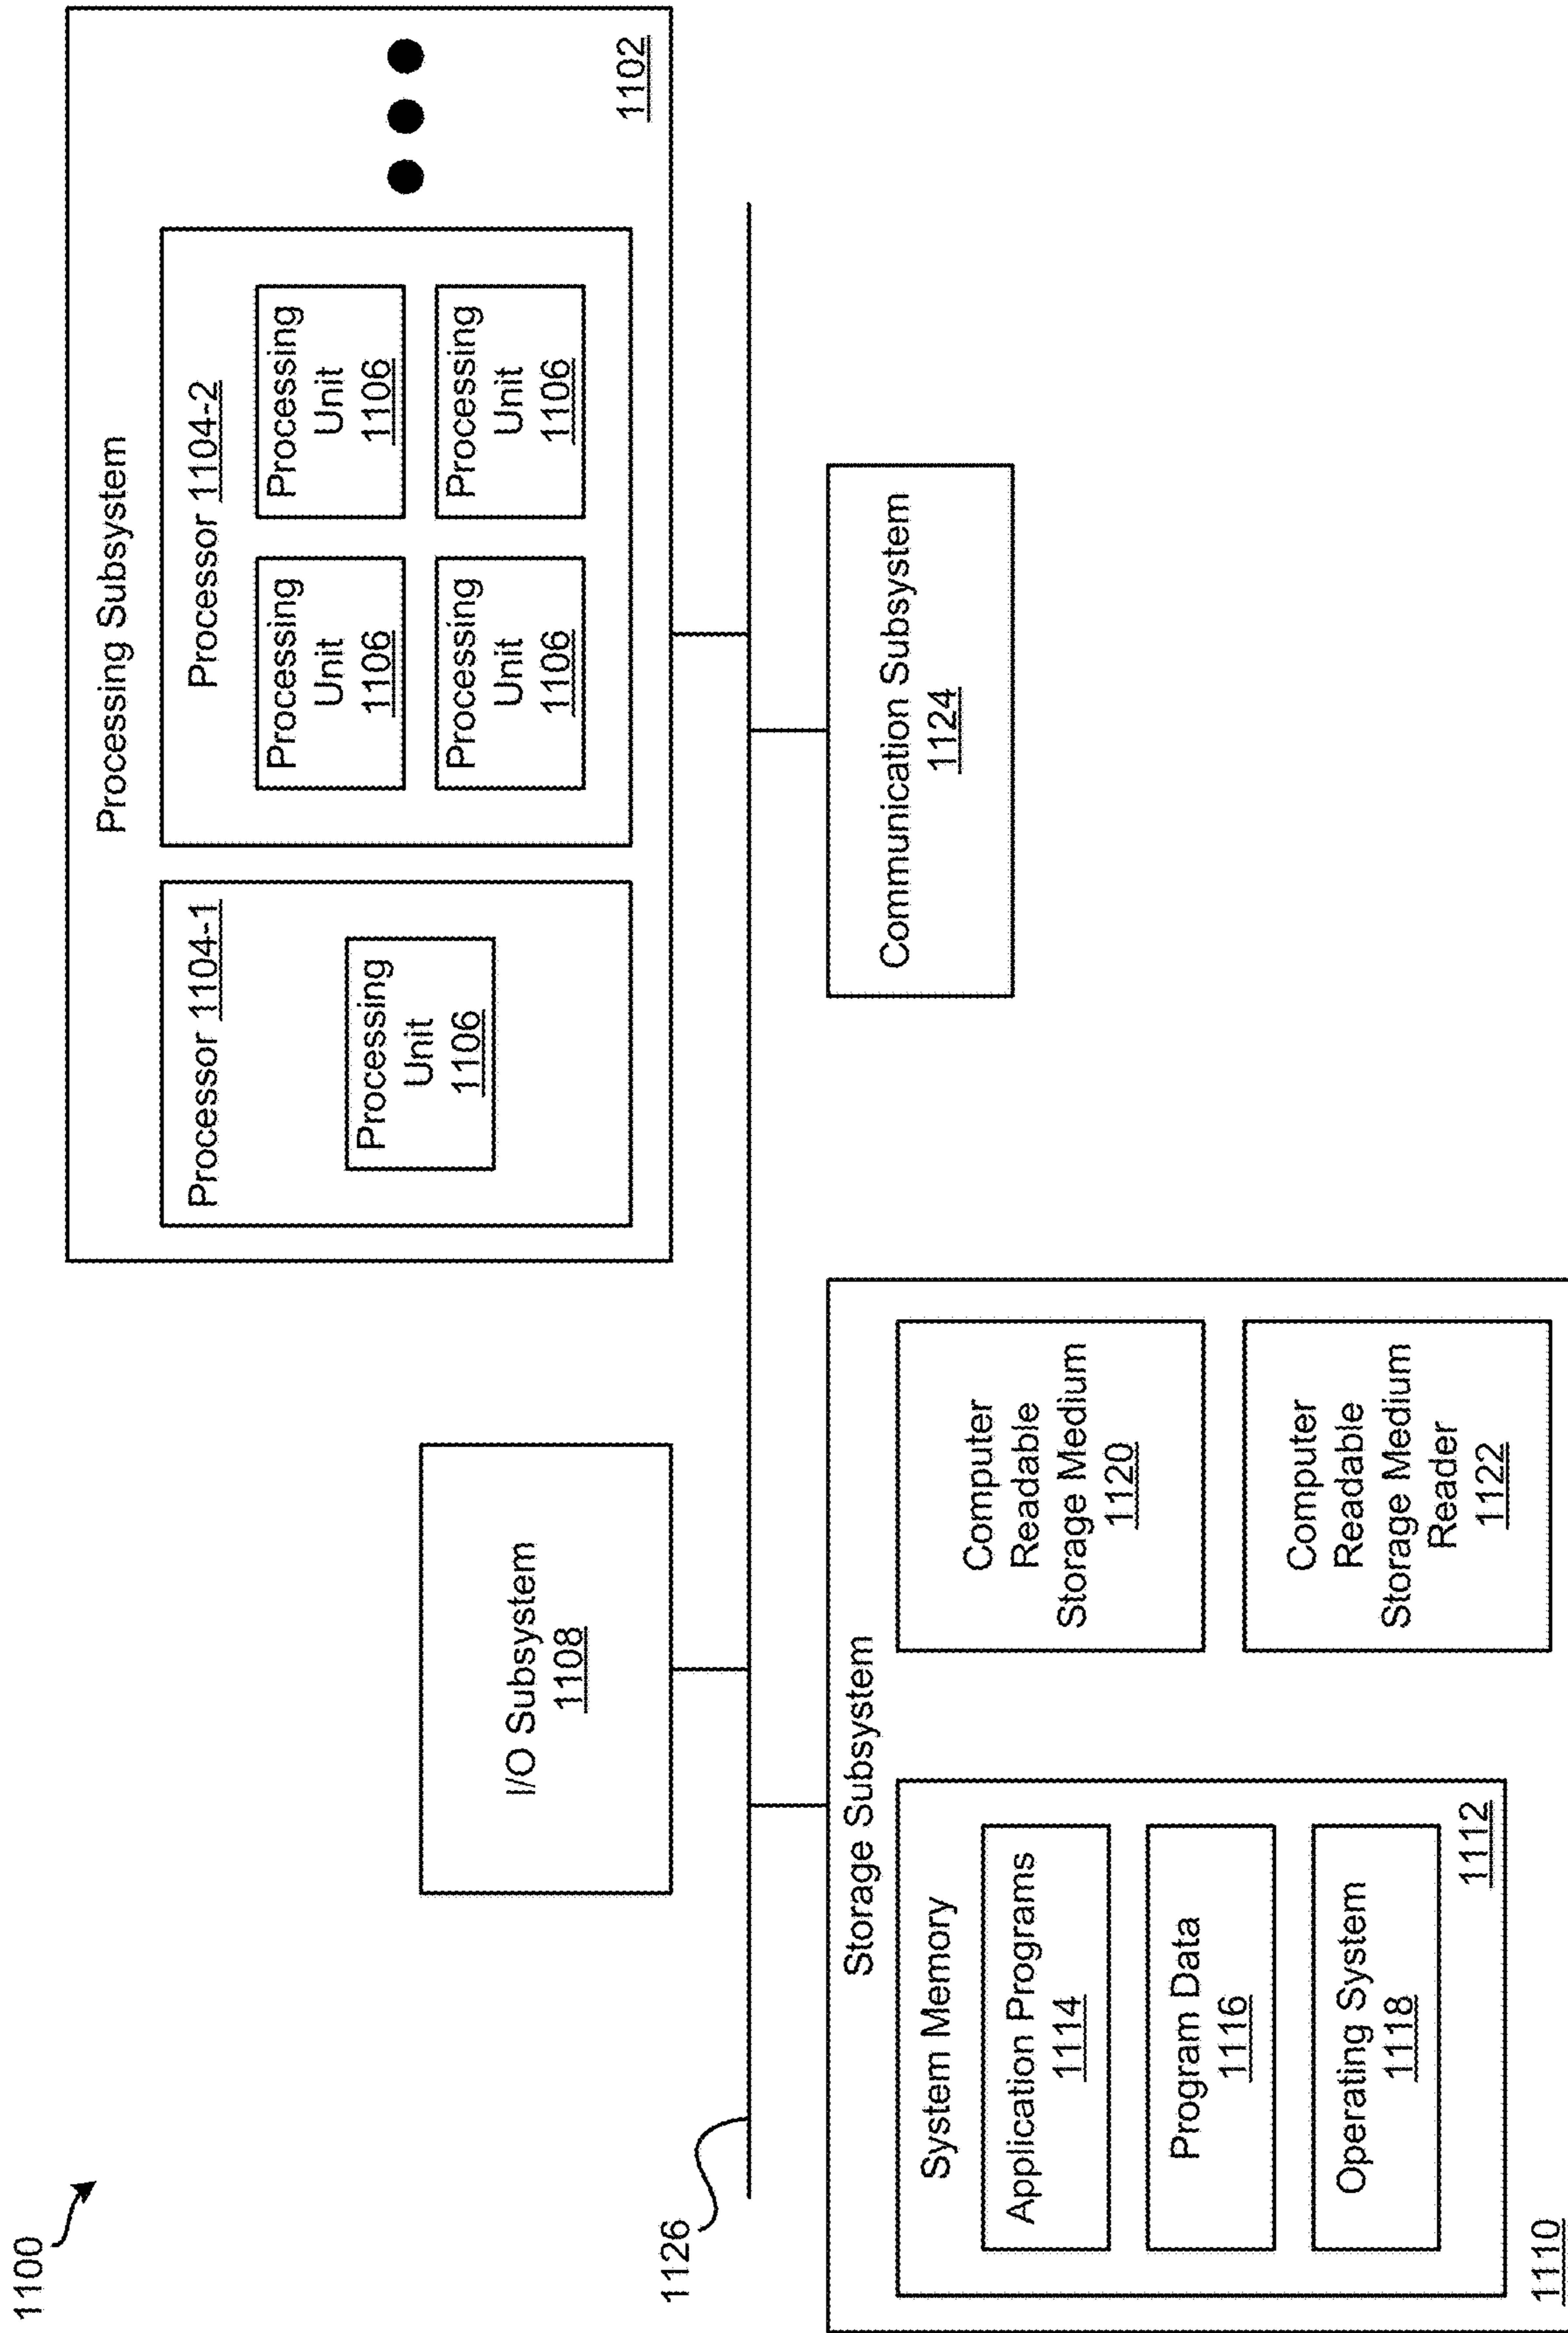 1100
Processing Subsystem
Processor 1104-1
Processing
Unit
1106
Processor 1104-2
Processing
Unit
1106
Processing
Unit
1106
Processing
Unit
1106
Processing
Unit
1106
1102
I/O Subsystem
1108
1126
Storage Subsystem
System Memory
Application Programs
1114
Program Data
1116
Operating System
1118
1112
Computer
Readable
Storage Medium
1120
Computer
Readable
Storage Medium
Reader
1122
1110
Communication Subsystem
1124